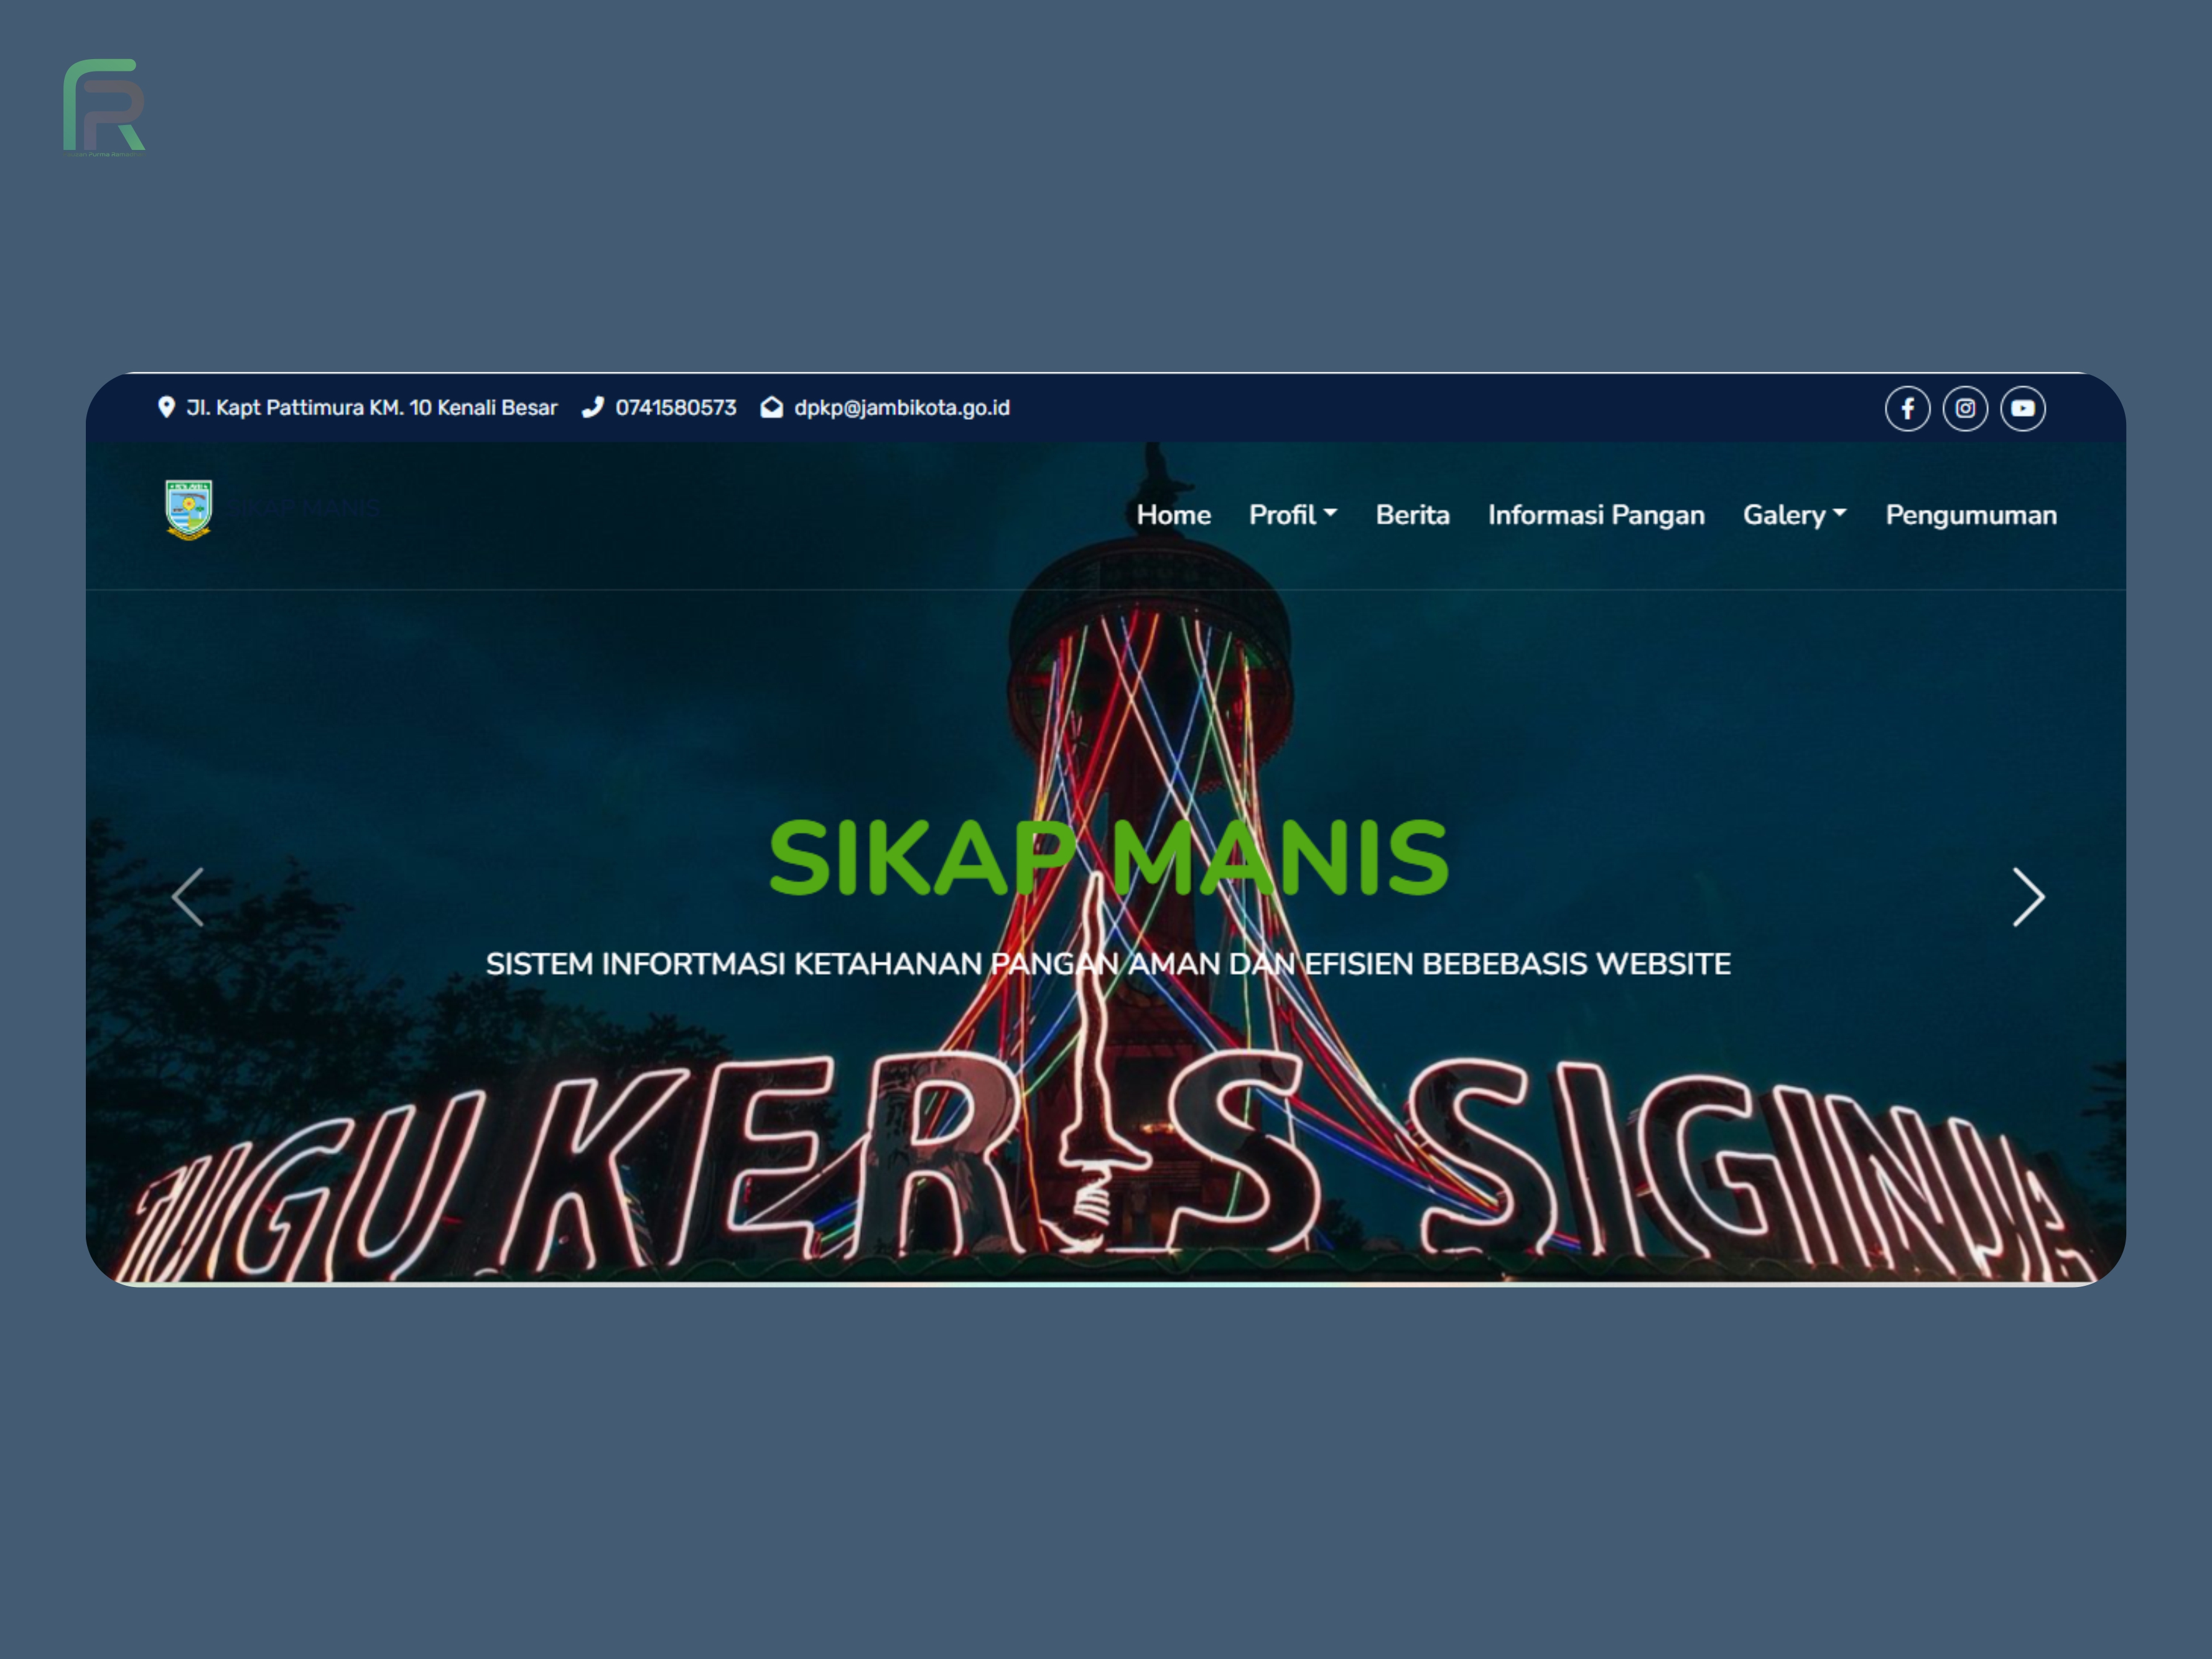 Jl. Kapt Pattimura KM. 10 Kenali Besar 0741580573 dpkp@jambikota.go.id
SIKAP MANIS Home Profil Berita Informasi Pangan Galery Pengumuman
SIKAP MANIS
SISTEM INFORTMASI KETAHANAN PANGAN AMAN DAN EFISIEN BEBEBASIS WEBSITE
TUGU KERIS SIGINJAI